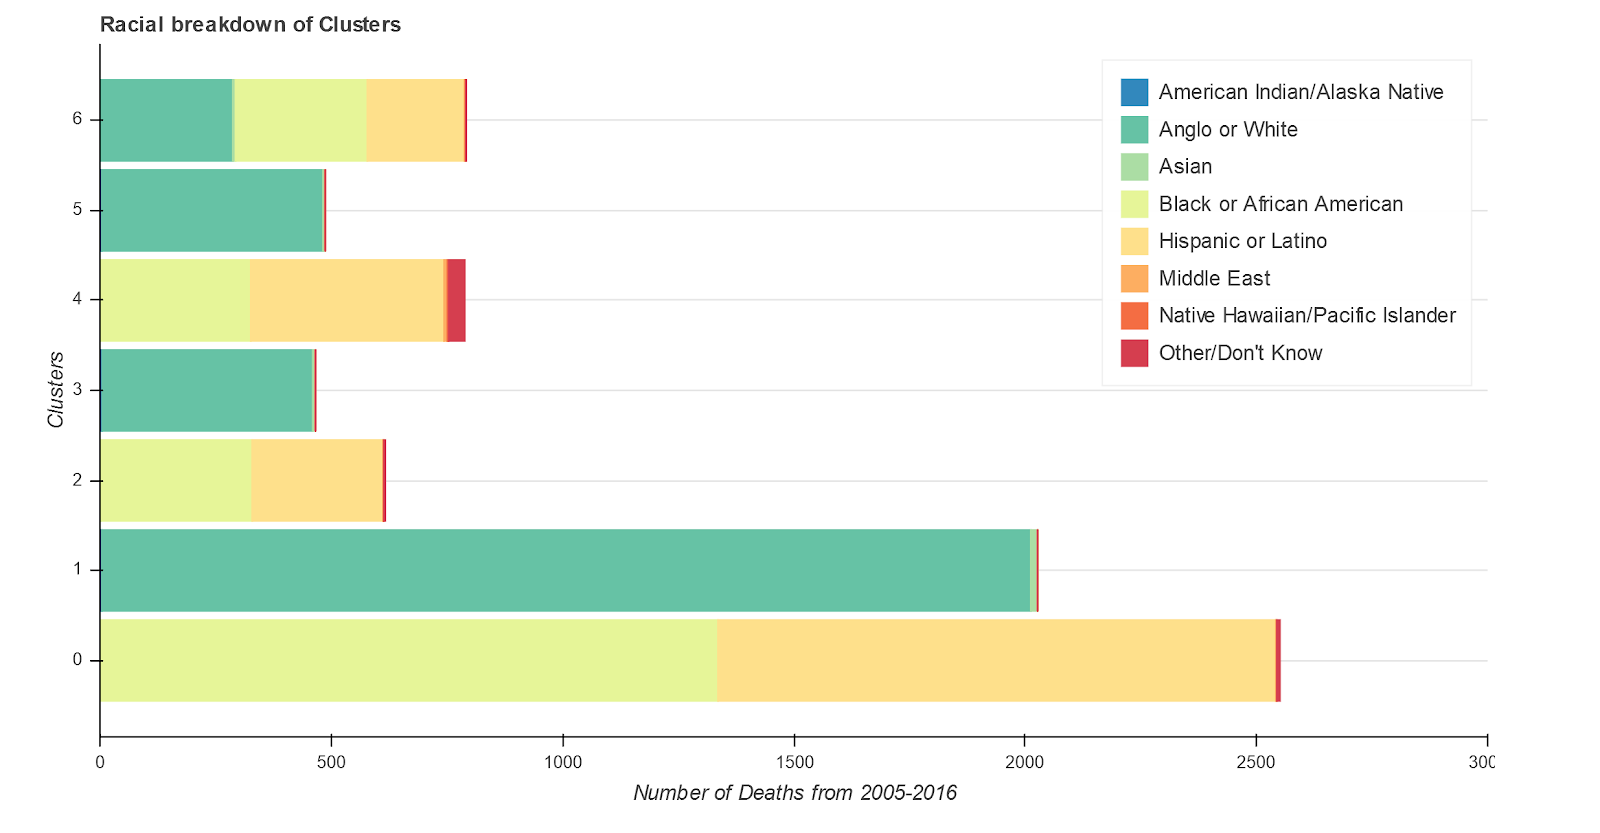 Racial breakdown of Clusters
American Indian/Alaska Native
Anglo or White
Asian
Black or African American
Hispanic or Latino
Middle East
Native Hawaiian/Pacific Islander
Other/Don't Know
Clusters
6
5
4
3
2
1
0
0 500 1000 1500 2000 2500 300
Number of Deaths from 2005-2016